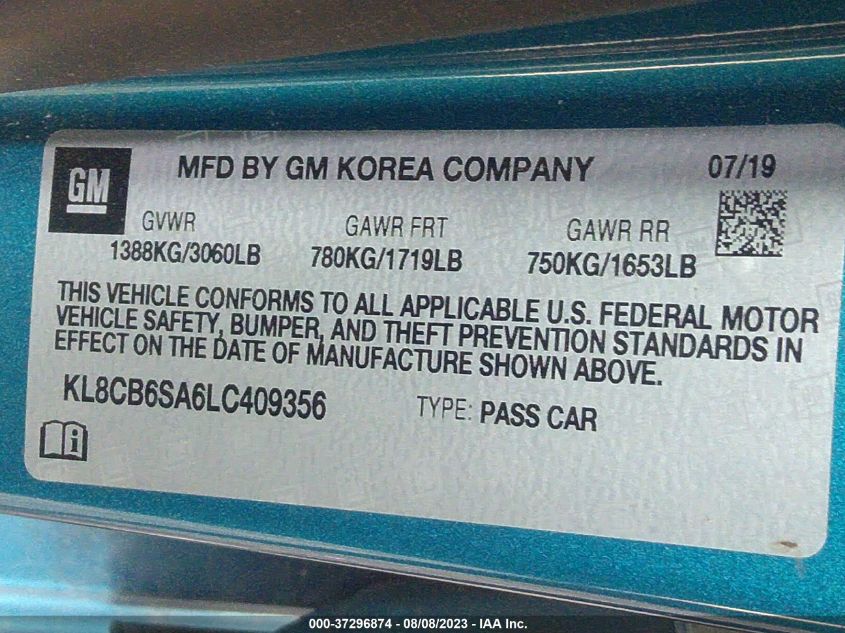 GM
MFD BY GM KOREA COMPANY 07/19
GVWR GAWR FRT GAWR RR
1388KG/3060LB 780KG/1719LB 750KG/1653LB
THIS VEHICLE CONFORMS TO ALL APPLICABLE U.S. FEDERAL MOTOR
VEHICLE SAFETY, BUMPER, AND THEFT PREVENTION STANDARDS IN
EFFECT ON THE DATE OF MANUFACTURE SHOWN ABOVE.
KL8CB6SA6LC409356 TYPE: PASS CAR
000-37296874 - 08/08/2023 - IAA Inc.